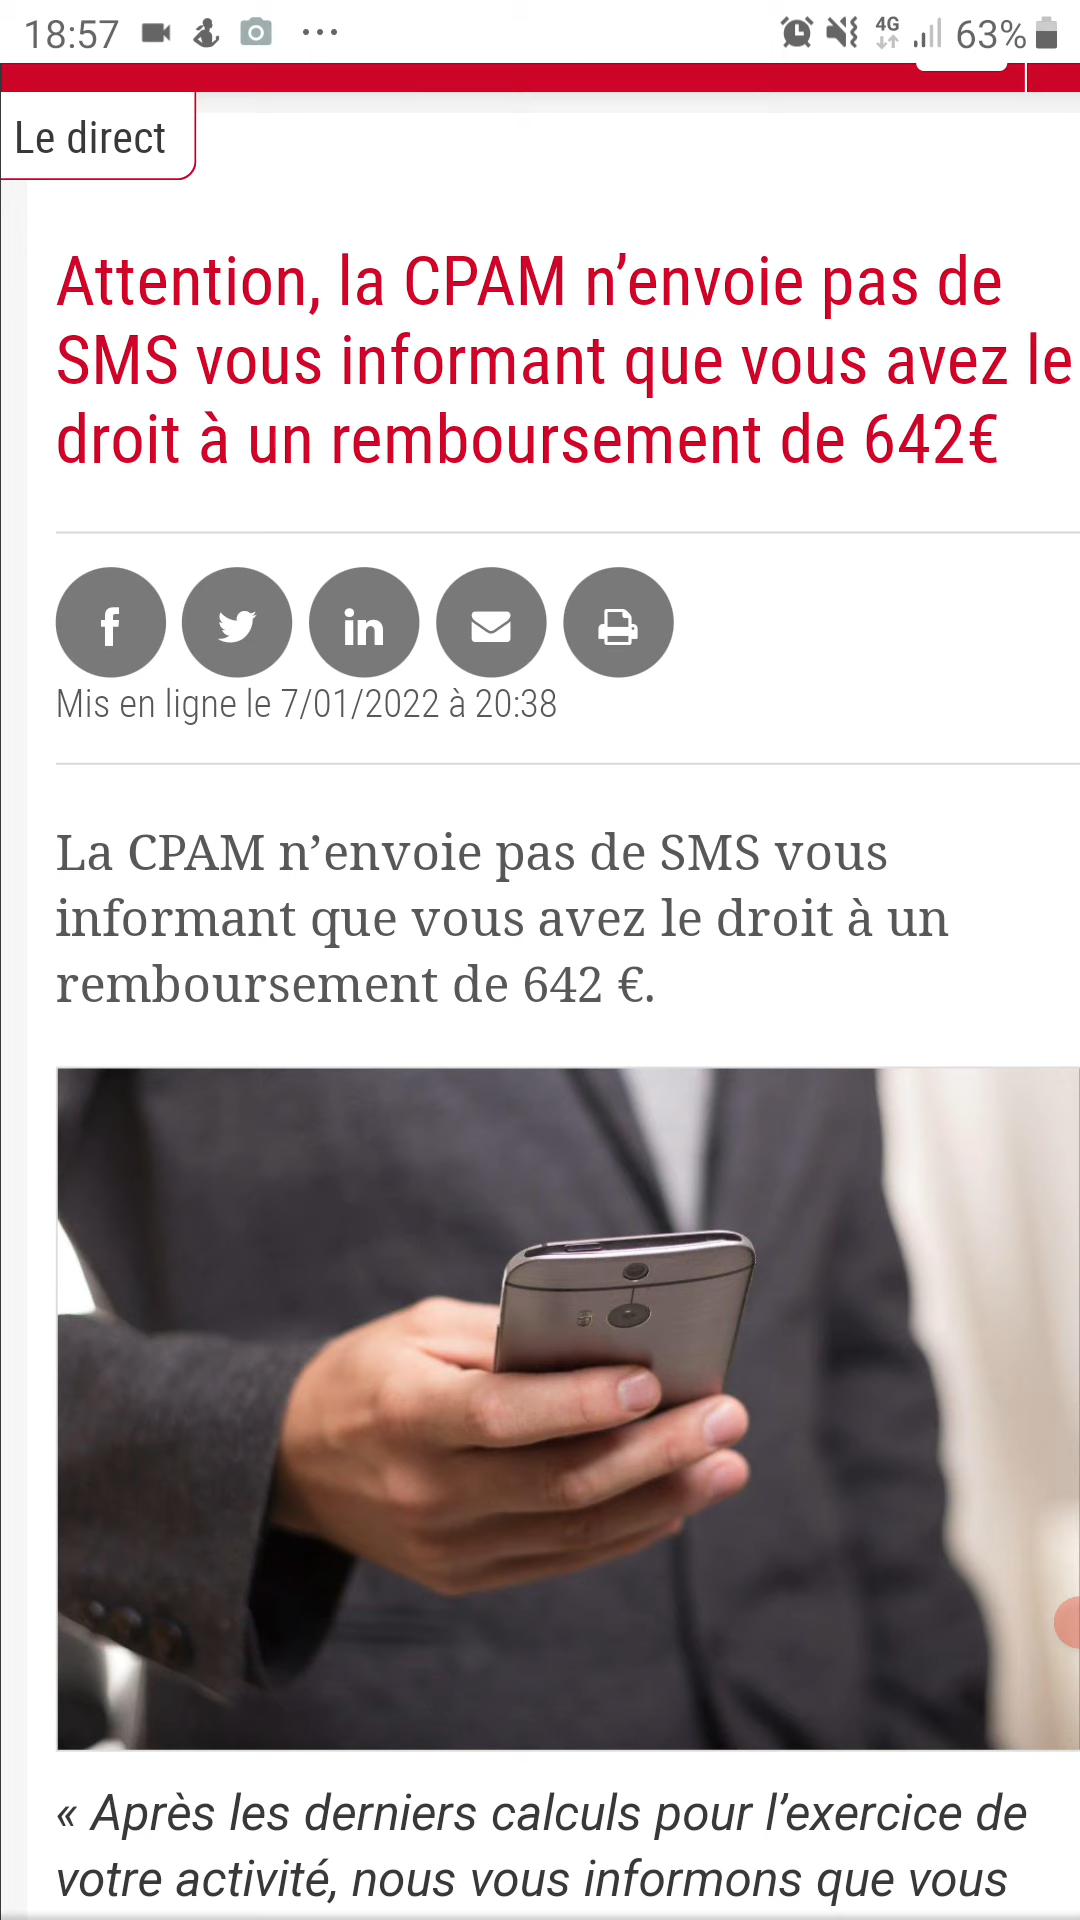 18:57 4G 63%
Le direct
Attention, la CPAM n’envoie pas de
SMS vous informant que vous avez le
droit à un remboursement de 642€
Mis en ligne le 7/01/2022 à 20:38
La CPAM n’envoie pas de SMS vous
informant que vous avez le droit à un
remboursement de 642 €.
« Après les derniers calculs pour l’exercice de
votre activité, nous vous informons que vous